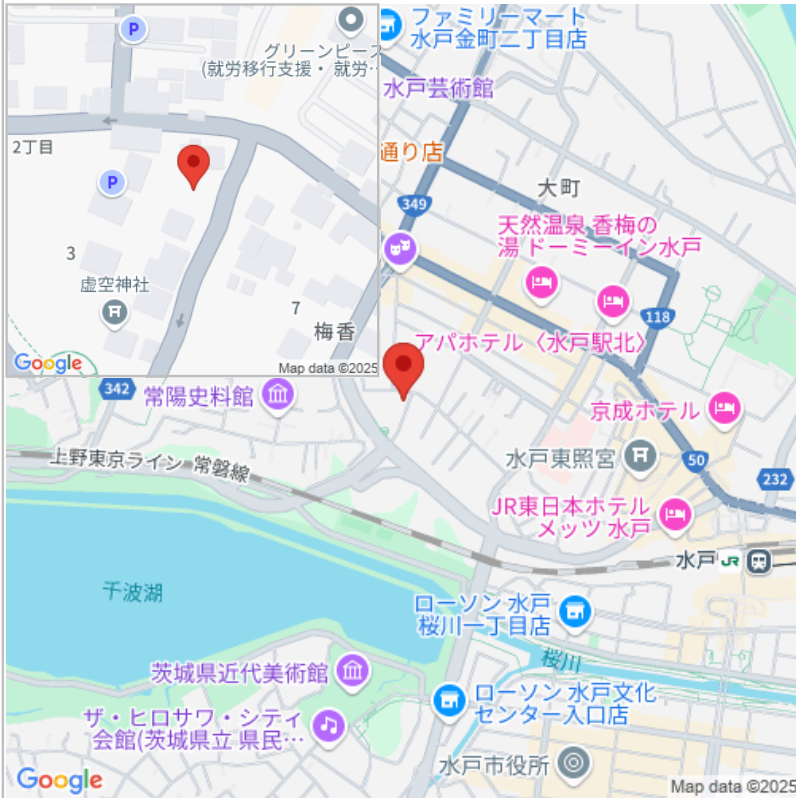 P
グリーンピース
(就労移行支援・ 就労…
2丁目
P
3
虚空神社
7
梅香
Google
Map data ©2025
ファミリーマート
水戸金町二丁目店
水戸芸術館
通り店
大町
349
天然温泉 香梅の
湯 ドーミーイン水戸
118
アパホテル〈水戸駅北〉
342
常陽史料館
京成ホテル
上野東京ライン 常磐線
水戸東照宮
50
232
JR東日本ホテル
メッツ 水戸
水戸 JR
千波湖
ローソン 水戸
桜川一丁目店
桜川
茨城県近代美術館
ローソン 水戸文化
センター入口店
ザ・ヒロサワ・シティ
会館(茨城県立 県民…
水戸市役所
Google
Map data ©2025